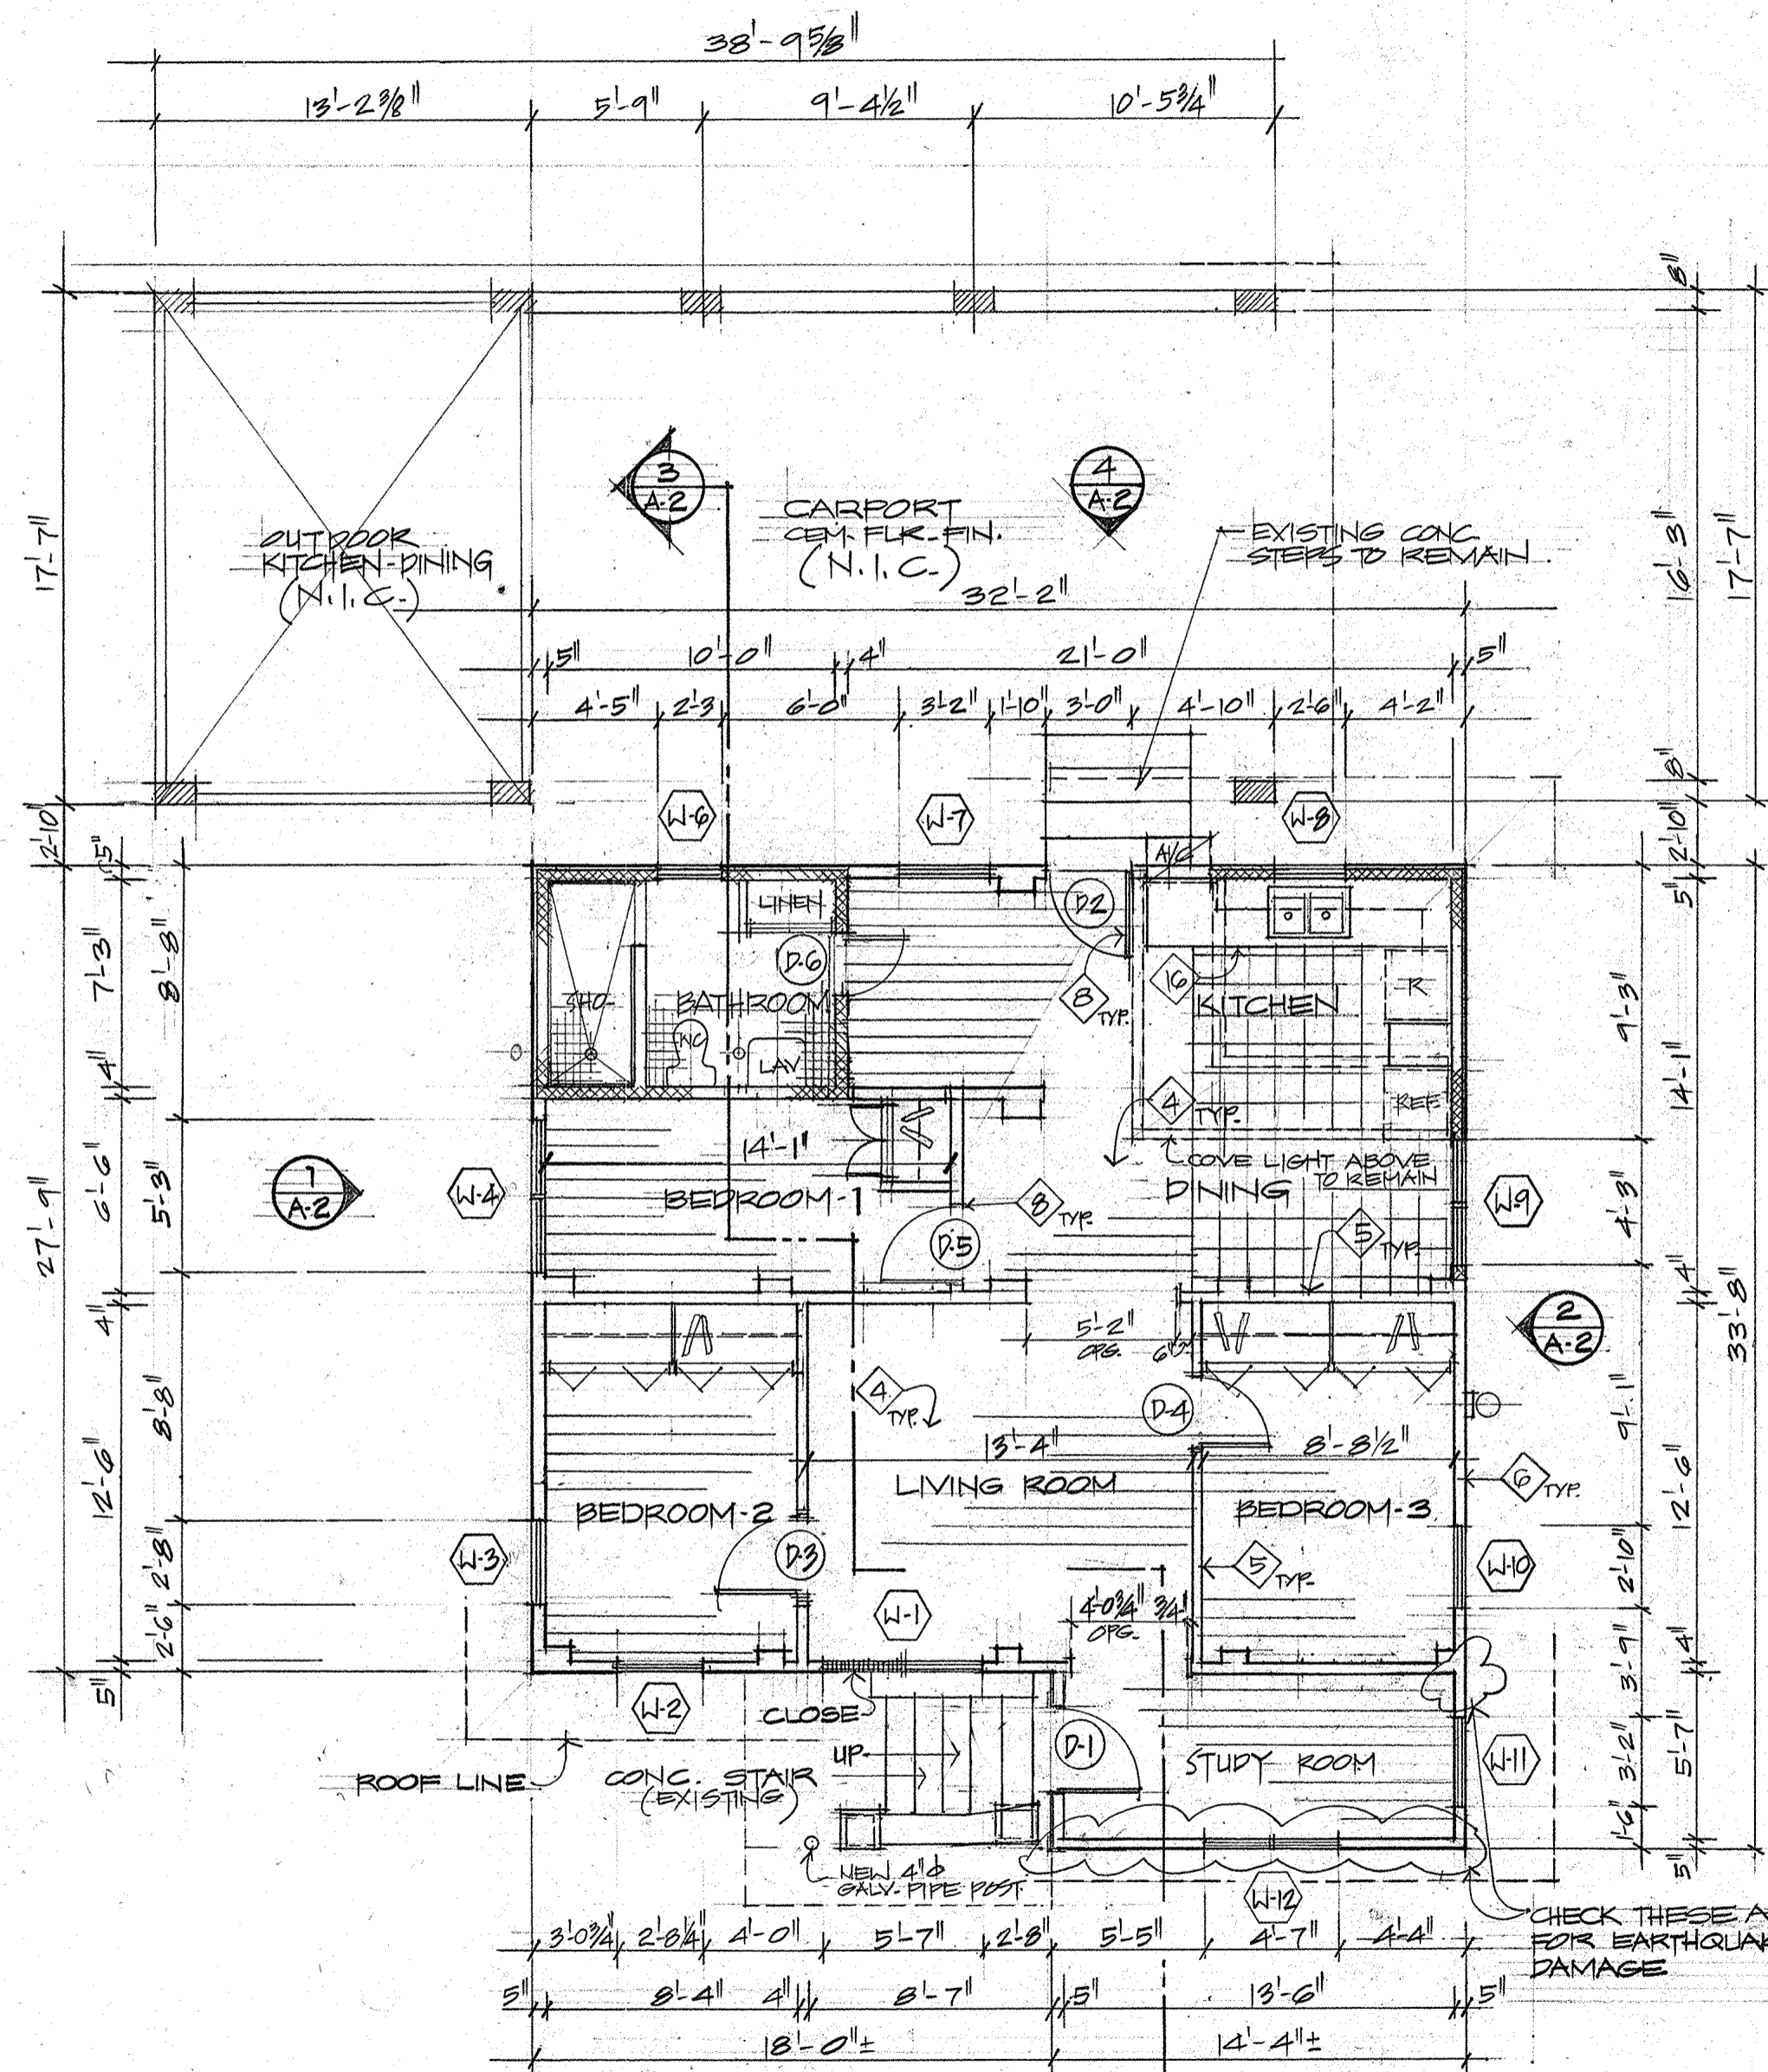 38'-9 5/8"
13'-2 3/8" 5'-9" 9'-4 1/2" 10'-5 3/4"
8"
17'-7"
16'-3"
17'-7"
OUTDOOR
KITCHEN-DINING
(N.I.C.)
3
A-2
CARPORT
CEM. FLR. FIN.
(N.I.C.)
4
A-2
EXISTING CONC.
STEPS TO REMAIN
32'-2"
5" 10'-0" 4" 21'-0" 5"
4'-5" 2'-3 6'-0" 3'-2" 1'-10" 3'-0" 4'-10" 2'-6" 4'-2"
8"
2'-10"
2'-10"
5"
5"
W-6
W-7
W-8
A/C
LINEN
D-2
D-6
7'-3"
8'-8"
SHO.
BATHROOM
WC
LAV
8
TYP.
16
KITCHEN
R
9'-3"
14'-1"
4"
REF
4
TYP.
COVE LIGHT ABOVE
TO REMAIN
DINING
14'-1"
BEDROOM-1
1
A-2
W-4
W-9
27'-9"
6'-6"
5'-3"
8
TYP.
D-5
5
TYP.
4'-3"
4"
4"
33'-8"
2
A-2
5'-2"
OPG.
6"
4
TYP.
D-4
13'-4"
8'-8 1/2"
8'-8"
12'-6"
9'-1"
12'-6"
LIVING ROOM
BEDROOM-2
BEDROOM-3
6
TYP.
W-3
D-3
5
TYP.
W-10
2'-8"
2'-10"
2'-6"
W-1
4'-0 3/4"
OPG.
3/4"
5"
3'-9"
4"
W-2
CLOSE
UP
D-1
STUDY ROOM
W-11
3'-2"
5'-7"
ROOF LINE
CONC. STAIR
(EXISTING)
1'-6"
5"
NEW 4"ϕ
GALV. PIPE POST
W-12
CHECK THESE A
FOR EARTHQUAK
DAMAGE
3'-0 3/4" 2'-8 1/4" 4'-0" 5'-7" 2'-8" 5'-5" 4'-7" 4'-4"
5" 8'-4" 4" 8'-7" 5" 13'-6" 5"
18'-0"± 14'-4"±